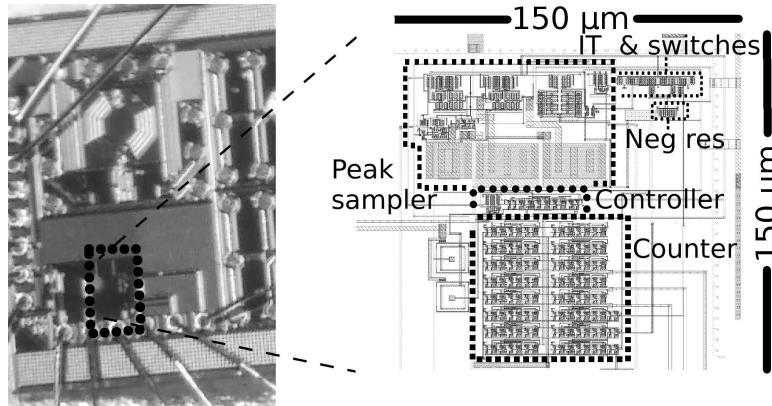 150 µm
IT & switches
Neg res
Peak
sampler
Controller
Counter
150 µm